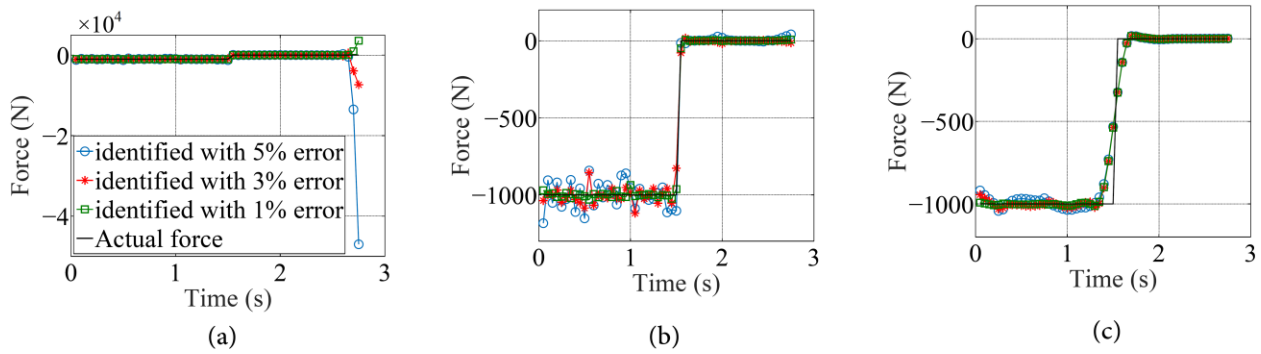 ×10⁴
0
−2
−4
Force (N)
identified with 5% error
identified with 3% error
identified with 1% error
Actual force
0 1 2 3
Time (s)
(a)
0
−500
−1000
Force (N)
0 1 2 3
Time (s)
(b)
0
−500
−1000
Force (N)
0 1 2 3
Time (s)
(c)